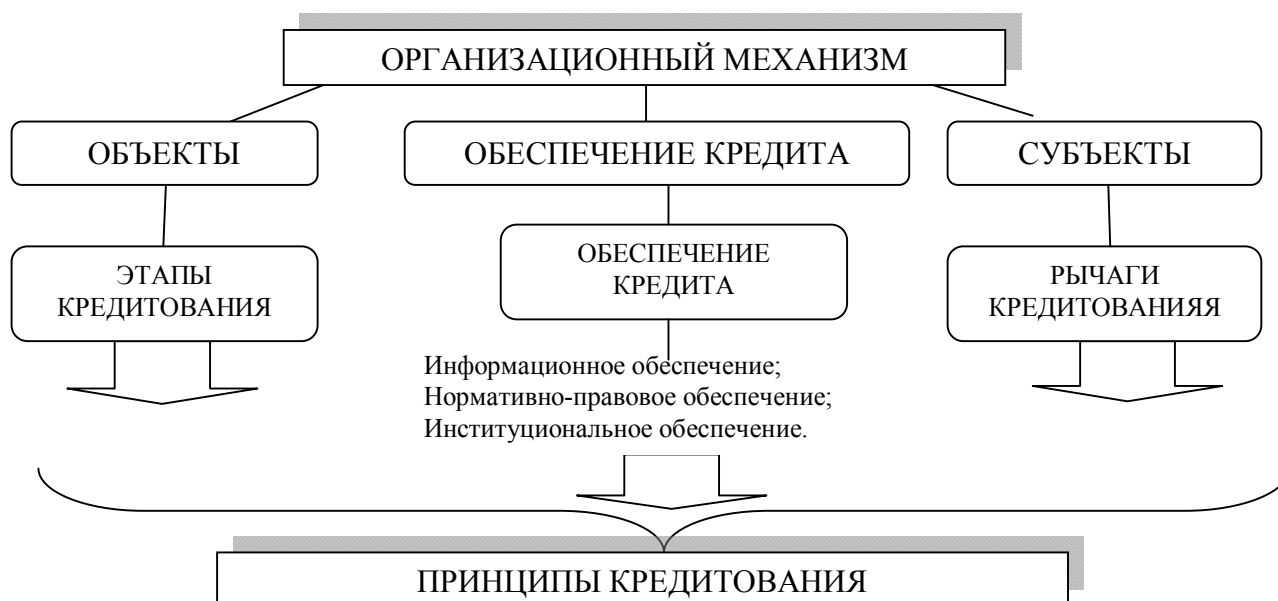 ОРГАНИЗАЦИОННЫЙ МЕХАНИЗМ
ОБЪЕКТЫ
ОБЕСПЕЧЕНИЕ КРЕДИТА
СУБЪЕКТЫ
ЭТАПЫ
КРЕДИТОВАНИЯ
ОБЕСПЕЧЕНИЕ
КРЕДИТА
РЫЧАГИ
КРЕДИТОВАНИЯЯ
Информационное обеспечение;
Нормативно-правовое обеспечение;
Институциональное обеспечение.
ПРИНЦИПЫ КРЕДИТОВАНИЯ